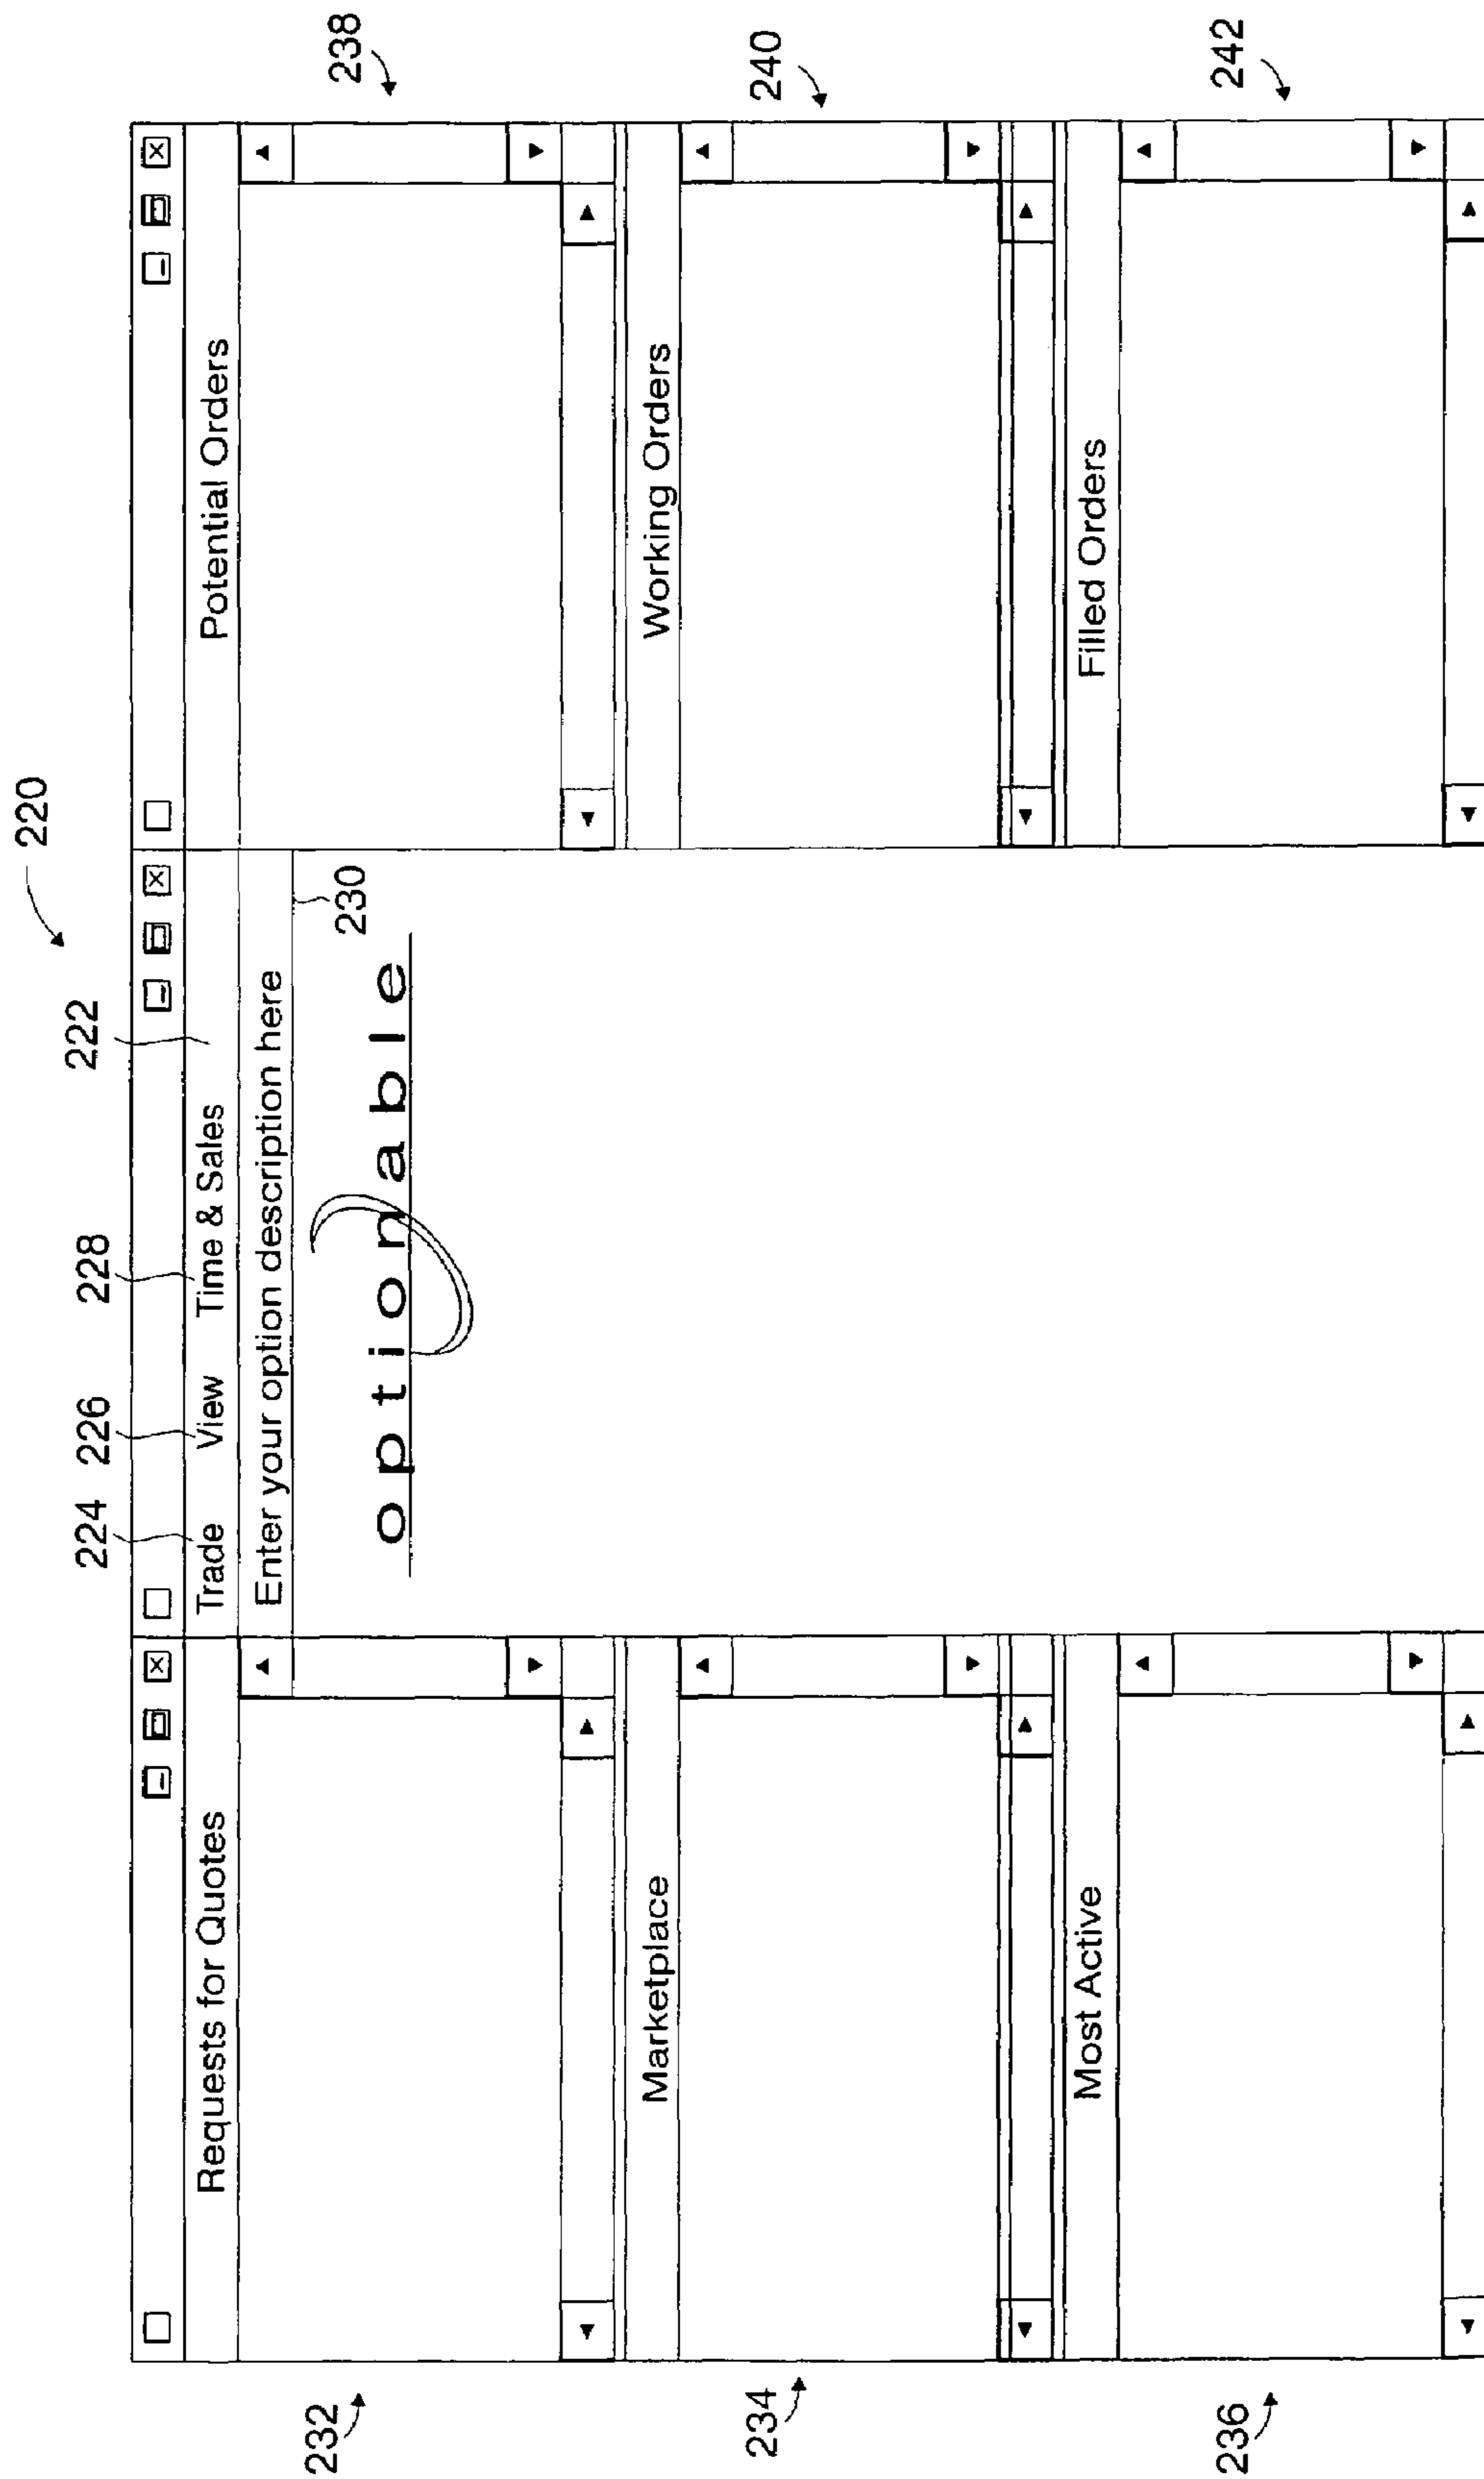 220
222
224 226 228
Requests for Quotes
Trade View Time & Sales
Potential Orders
Enter your option description here
230
232
238
optionable
Marketplace
Working Orders
234
240
Most Active
Filled Orders
236
242